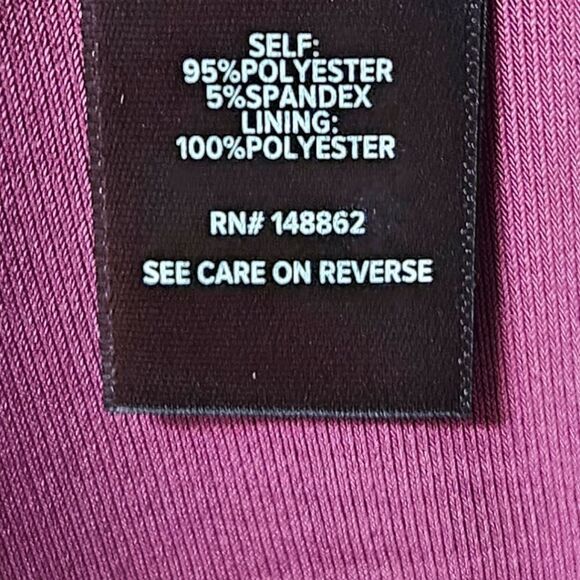 SELF:
95%POLYESTER
5%SPANDEX
LINING:
100%POLYESTER
RN# 148862
SEE CARE ON REVERSE